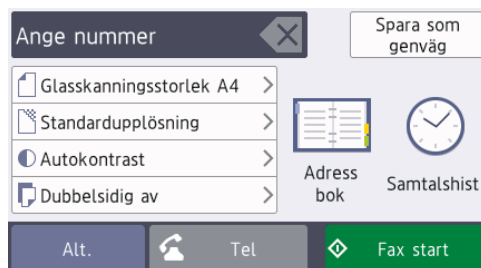 Ange nummer
Spara som
genväg
Glasskanningsstorlek A4
Standardupplösning
Autokontrast
Dubbelsidig av
Adress
bok
Samtalshist
Alt.
Tel
Fax start